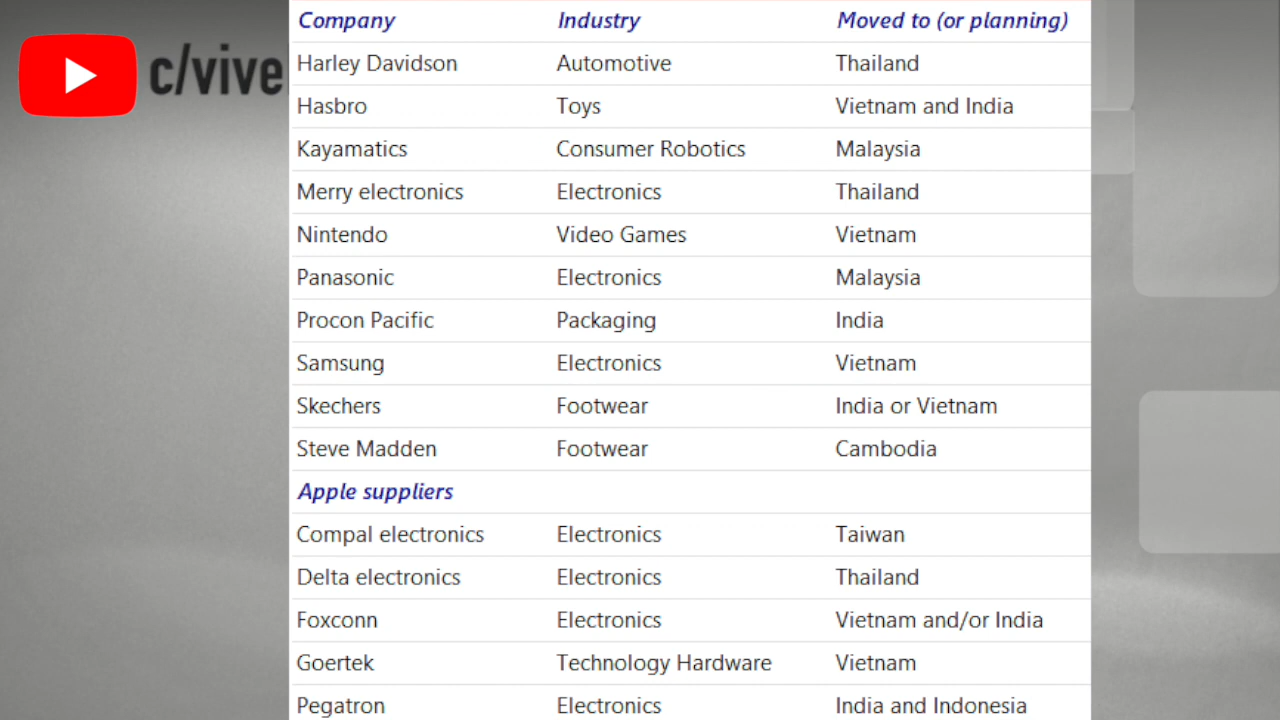 c/vive
Company Industry Moved to (or planning)
Harley Davidson Automotive Thailand
Hasbro Toys Vietnam and India
Kayamatics Consumer Robotics Malaysia
Merry electronics Electronics Thailand
Nintendo Video Games Vietnam
Panasonic Electronics Malaysia
Procon Pacific Packaging India
Samsung Electronics Vietnam
Skechers Footwear India or Vietnam
Steve Madden Footwear Cambodia
Apple suppliers
Compal electronics Electronics Taiwan
Delta electronics Electronics Thailand
Foxconn Electronics Vietnam and/or India
Goertek Technology Hardware Vietnam
Pegatron Electronics India and Indonesia